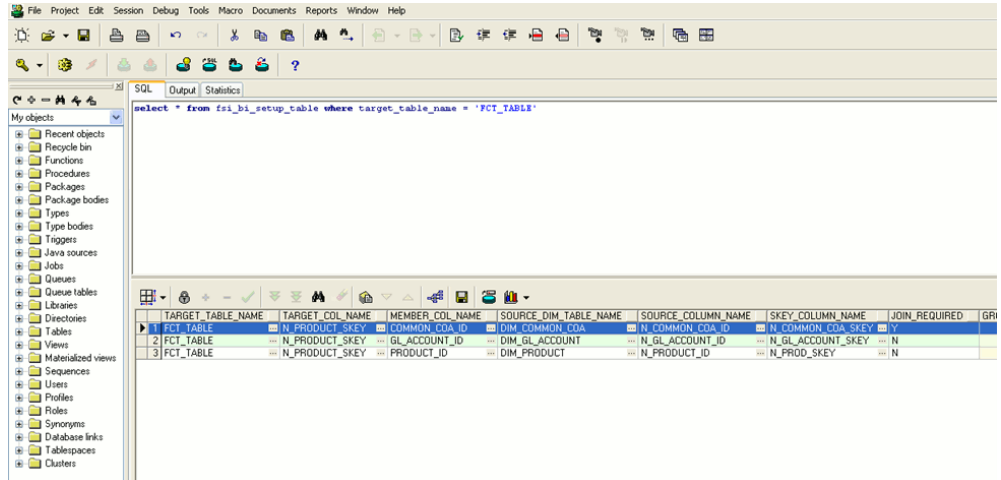 File Project Edit Session Debug Tools Macro Documents Reports Window Help
SQL Output Statistics
select * from fsi_bi_setup_table where target_table_name = 'FCT_TABLE'
My objects
Recent objects
Recycle bin
Functions
Procedures
Packages
Package bodies
Types
Type bodies
Triggers
Java sources
Jobs
Queues
Queue tables
Libraries
Directories
Tables
Views
Materialized views
Sequences
Users
Profiles
Roles
Synonyms
Database links
Tablespaces
Clusters
TARGET_TABLE_NAME TARGET_COL_NAME MEMBER_COL_NAME SOURCE_DIM_TABLE_NAME SOURCE_COLUMN_NAME SKEY_COLUMN_NAME JOIN_REQUIRED GR
1 FCT_TABLE N_PRODUCT_SKEY COMMON_COA_ID DIM_COMMON_COA N_COMMON_COA_ID N_COMMON_COA_SKEY Y
2 FCT_TABLE N_PRODUCT_SKEY GL_ACCOUNT_ID DIM_GL_ACCOUNT N_GL_ACCOUNT_ID N_GL_ACCOUNT_SKEY N
3 FCT_TABLE N_PRODUCT_SKEY PRODUCT_ID DIM_PRODUCT N_PRODUCT_ID N_PROD_SKEY N